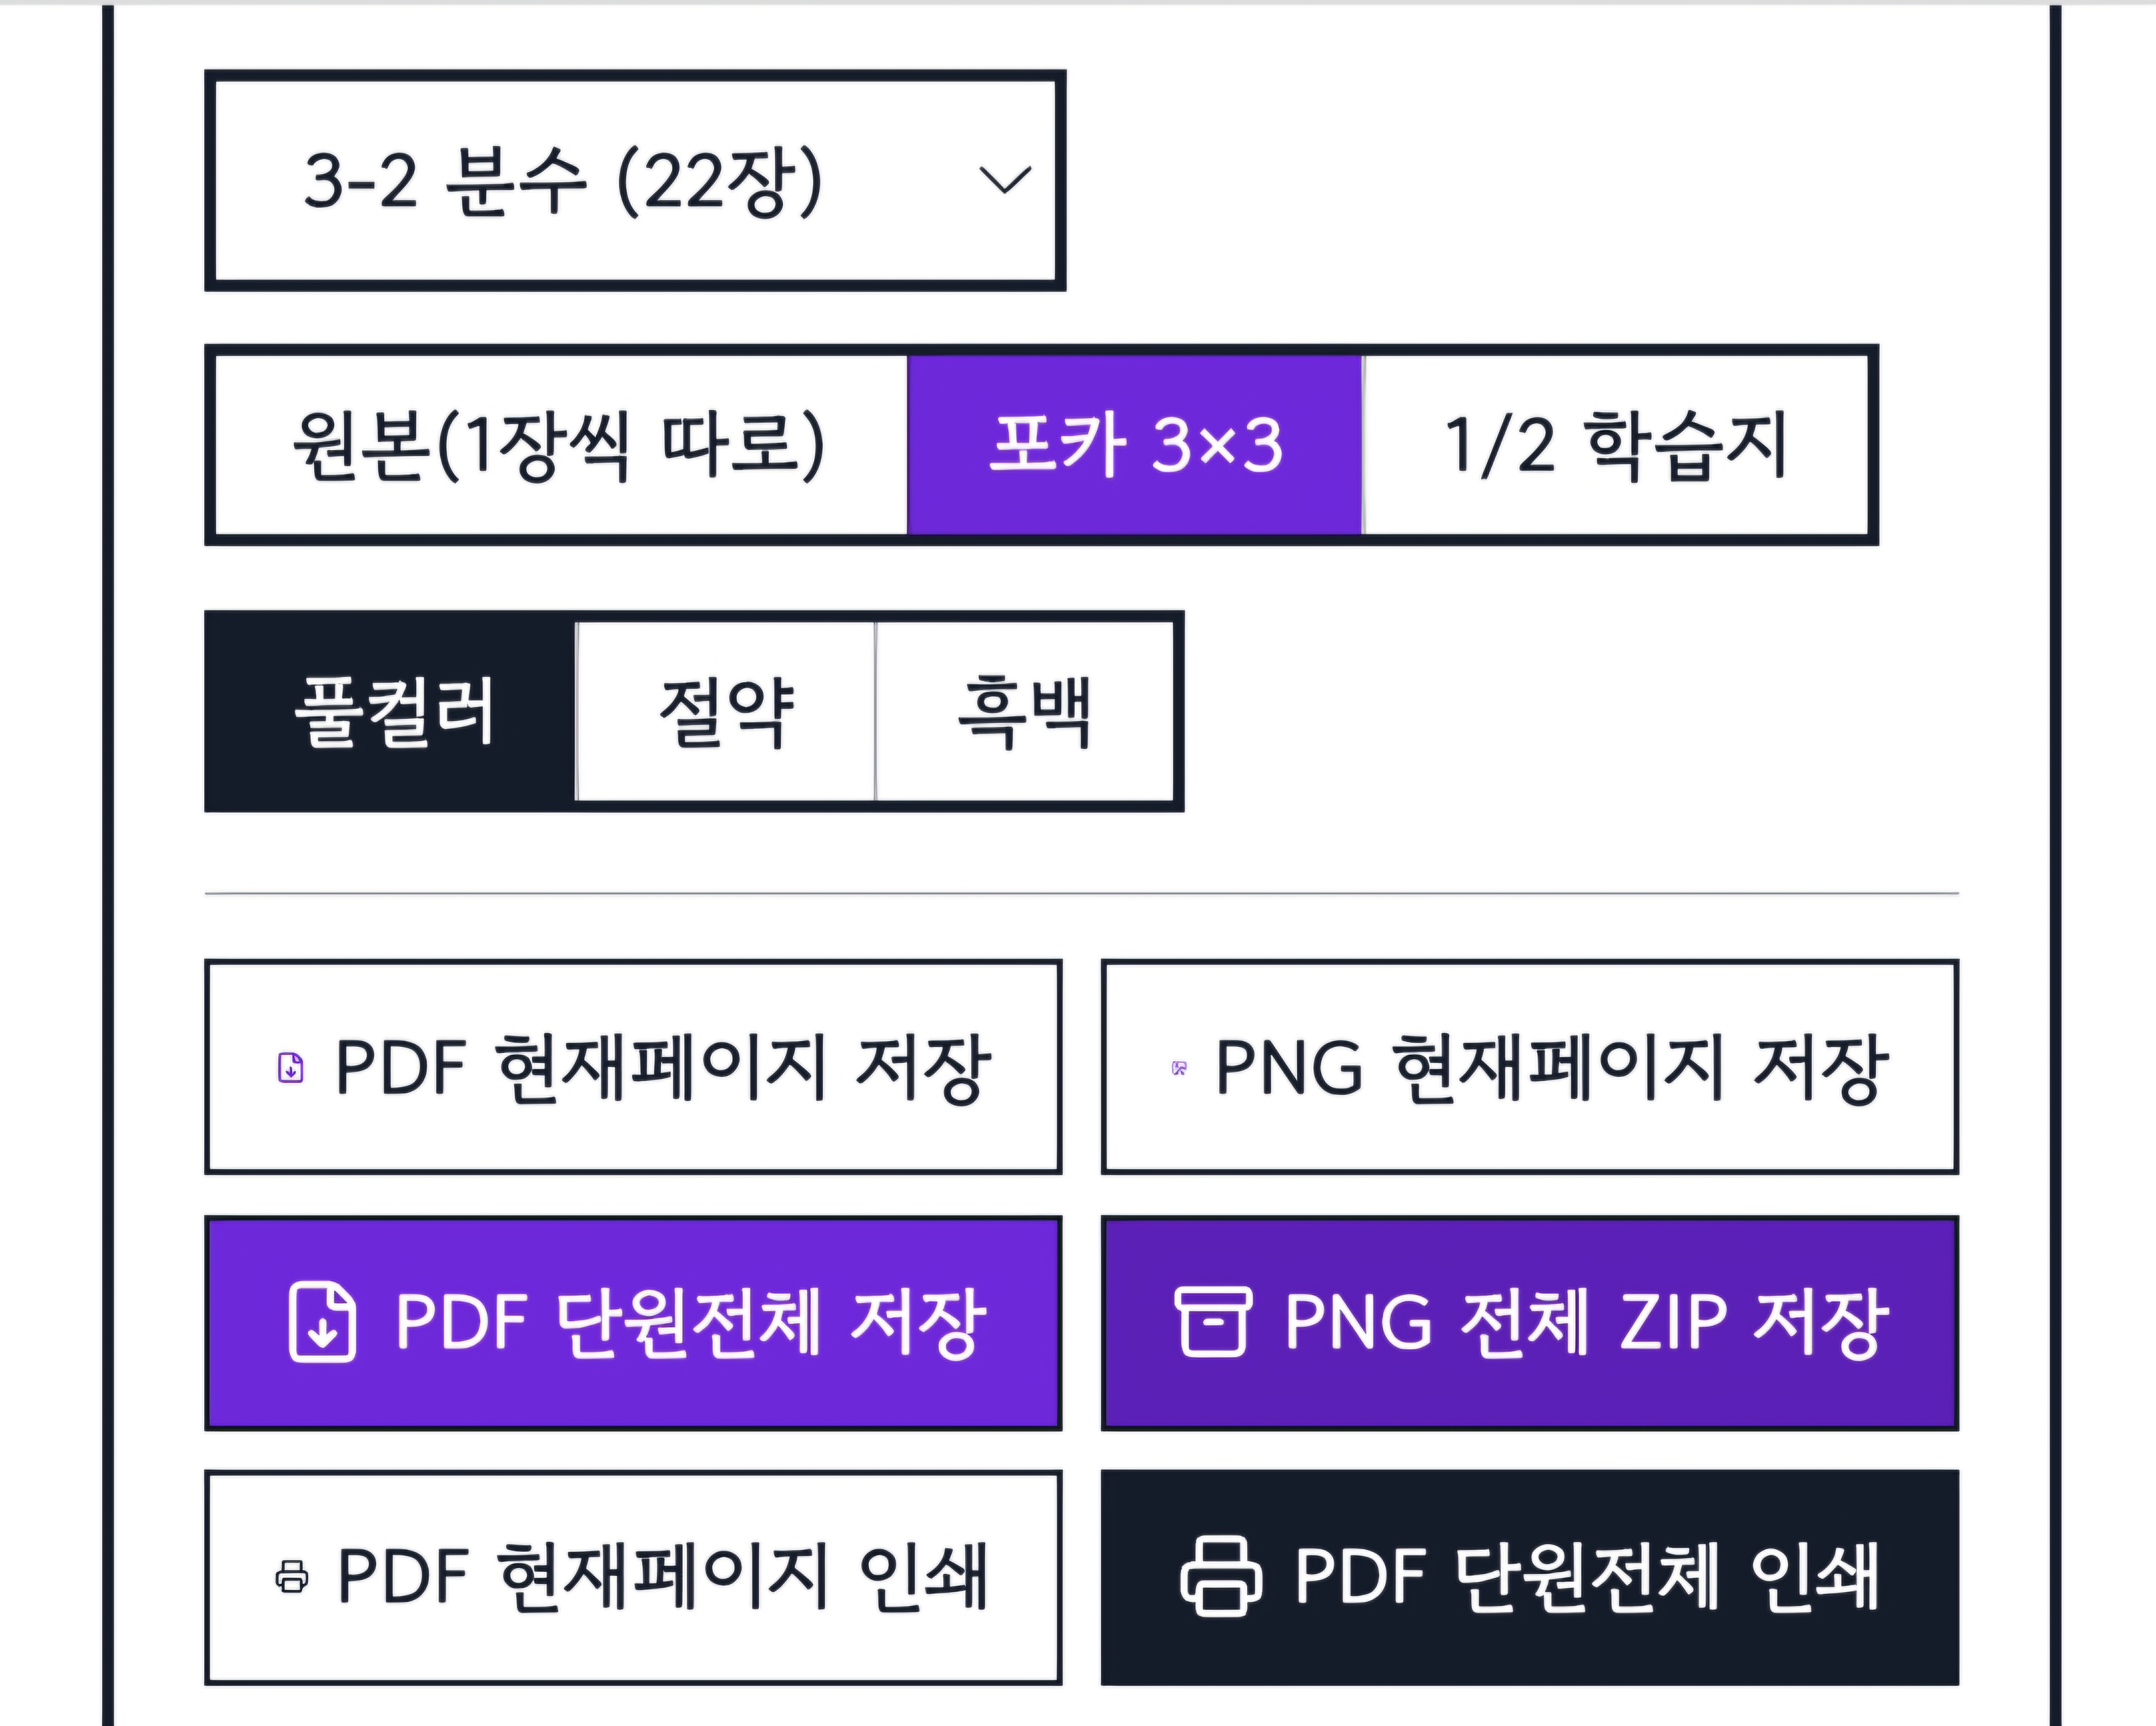 3-2 분수 (22장)
원본(1장씩 따로) 포카 3×3 1/2 학습지
풀컬러 절약 흑백
PDF 현재페이지 저장 PNG 현재페이지 저장
PDF 단원전체 저장 PNG 전체 ZIP 저장
PDF 현재페이지 인쇄 PDF 단원전체 인쇄